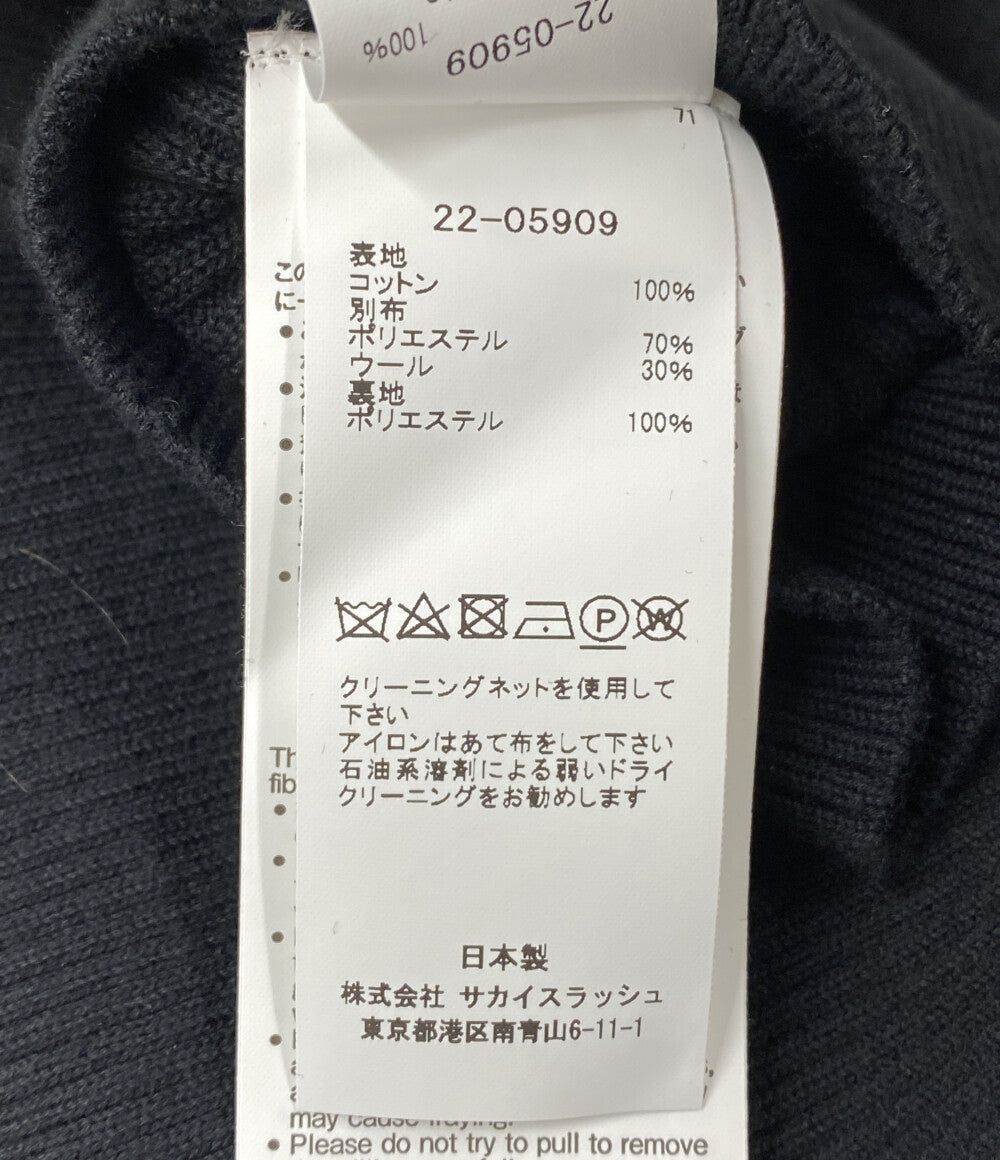 100%
22-05909
71
22-05909
表地
コットン 100%
別布
ポリエステル 70%
ウール 30%
裏地
ポリエステル 100%
P W
クリーニングネットを使用して
下さい
アイロンはあて布をして下さい
石油系溶剤による弱いドライ
クリーニングをお勧めします
日本製
株式会社 サカイスラッシュ
東京都港区南青山6-11-1
この
に
Th
fib
may cause fraying.
• Please do not try to pull to remove